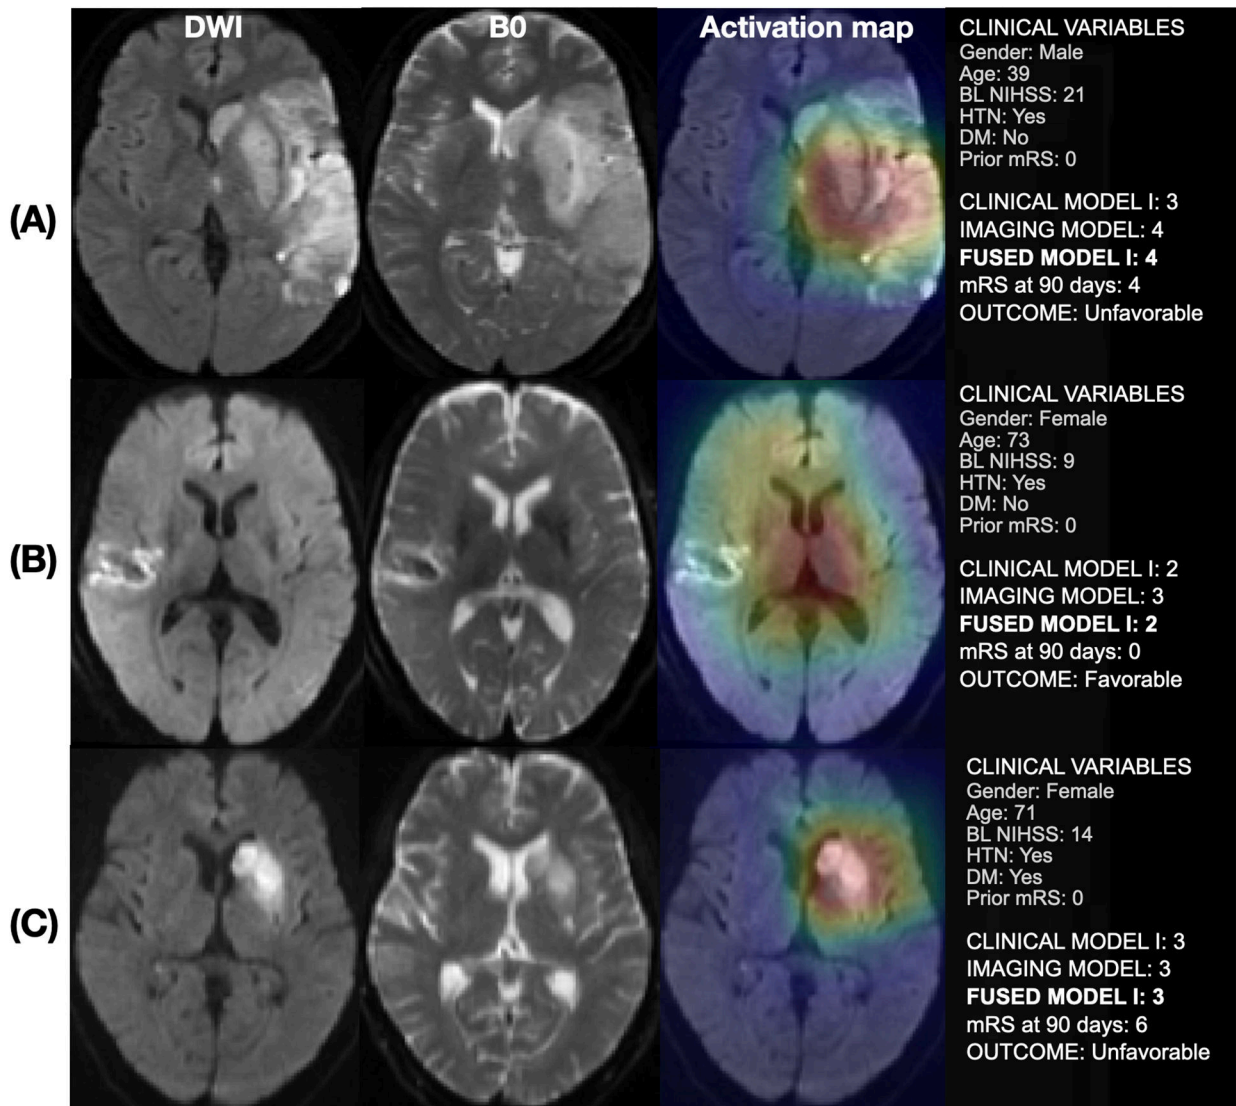 DWI B0 Activation map
(A)
CLINICAL VARIABLES
Gender: Male
Age: 39
BL NIHSS: 21
HTN: Yes
DM: No
Prior mRS: 0
CLINICAL MODEL I: 3
IMAGING MODEL: 4
FUSED MODEL I: 4
mRS at 90 days: 4
OUTCOME: Unfavorable
(B)
CLINICAL VARIABLES
Gender: Female
Age: 73
BL NIHSS: 9
HTN: Yes
DM: No
Prior mRS: 0
CLINICAL MODEL I: 2
IMAGING MODEL: 3
FUSED MODEL I: 2
mRS at 90 days: 0
OUTCOME: Favorable
(C)
CLINICAL VARIABLES
Gender: Female
Age: 71
BL NIHSS: 14
HTN: Yes
DM: Yes
Prior mRS: 0
CLINICAL MODEL I: 3
IMAGING MODEL: 3
FUSED MODEL I: 3
mRS at 90 days: 6
OUTCOME: Unfavorable